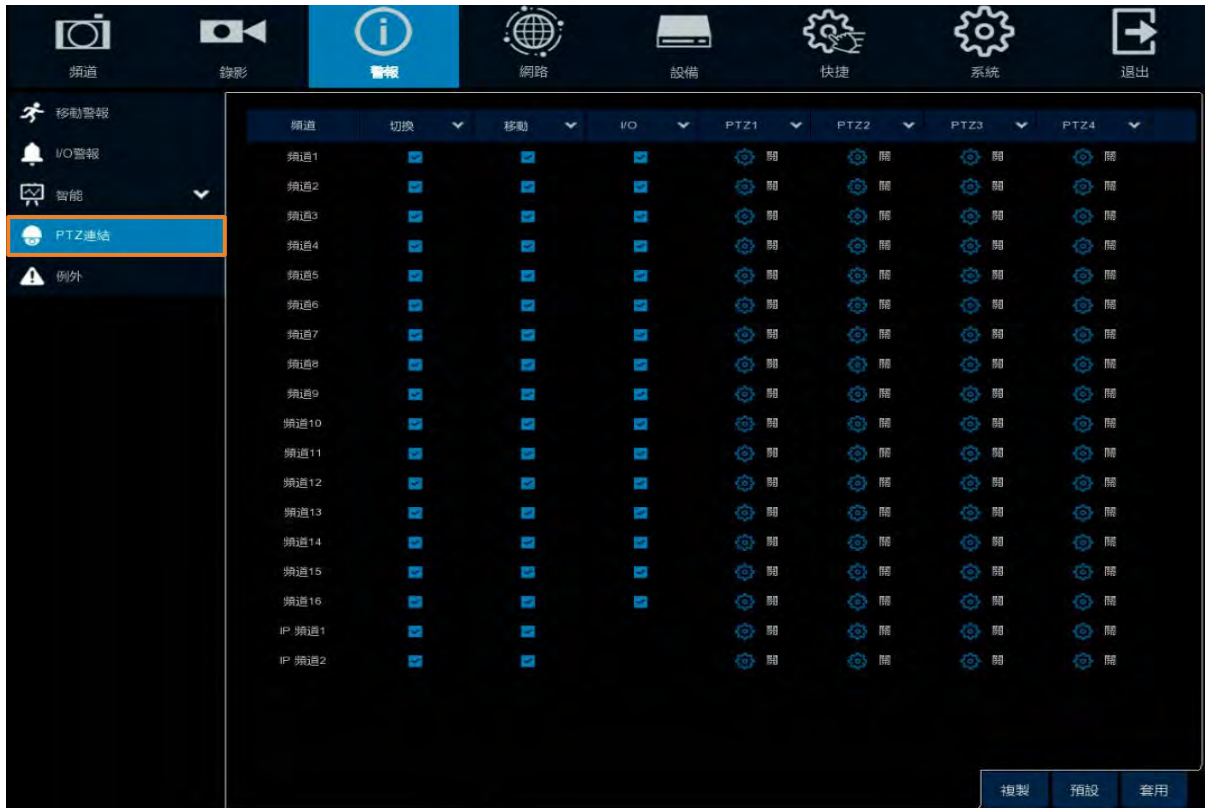 頻道 錄影 警報 網路 設備 快捷 系統 退出
移動警報
I/O警報
智能
PTZ連結
例外
頻道 切換 移動 I/O PTZ1 PTZ2 PTZ3 PTZ4
頻道1 關 關 關 關
頻道2 關 關 關 關
頻道3 關 關 關 關
頻道4 關 關 關 關
頻道5 關 關 關 關
頻道6 關 關 關 關
頻道7 關 關 關 關
頻道8 關 關 關 關
頻道9 關 關 關 關
頻道10 關 關 關 關
頻道11 關 關 關 關
頻道12 關 關 關 關
頻道13 關 關 關 關
頻道14 關 關 關 關
頻道15 關 關 關 關
頻道16 關 關 關 關
IP 頻道1 關 關 關 關
IP 頻道2 關 關 關 關
複製 預設 套用